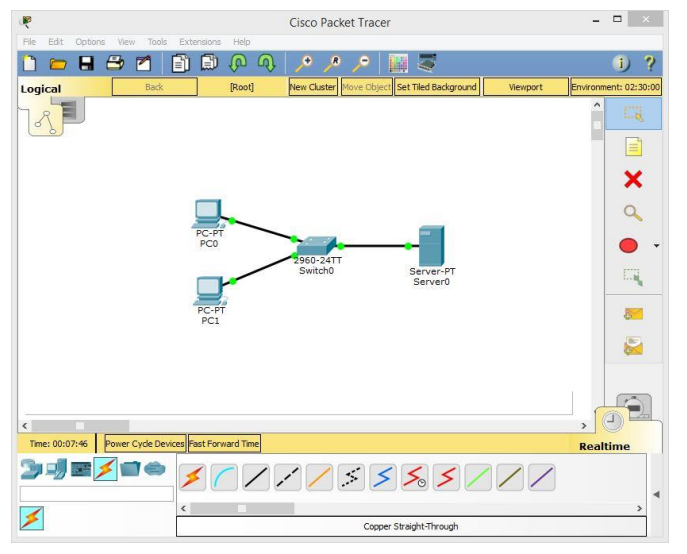 Cisco Packet Tracer
File Edit Options View Tools Extensions Help
Logical Back [Root] New Cluster Move Object Set Tiled Background Viewport Environment: 02:30:00
PC-PT
PC0
2960-24TT
Switch0
Server-PT
Server0
PC-PT
PC1
Time: 00:07:46 Power Cycle Devices Fast Forward Time Realtime
Copper Straight-Through